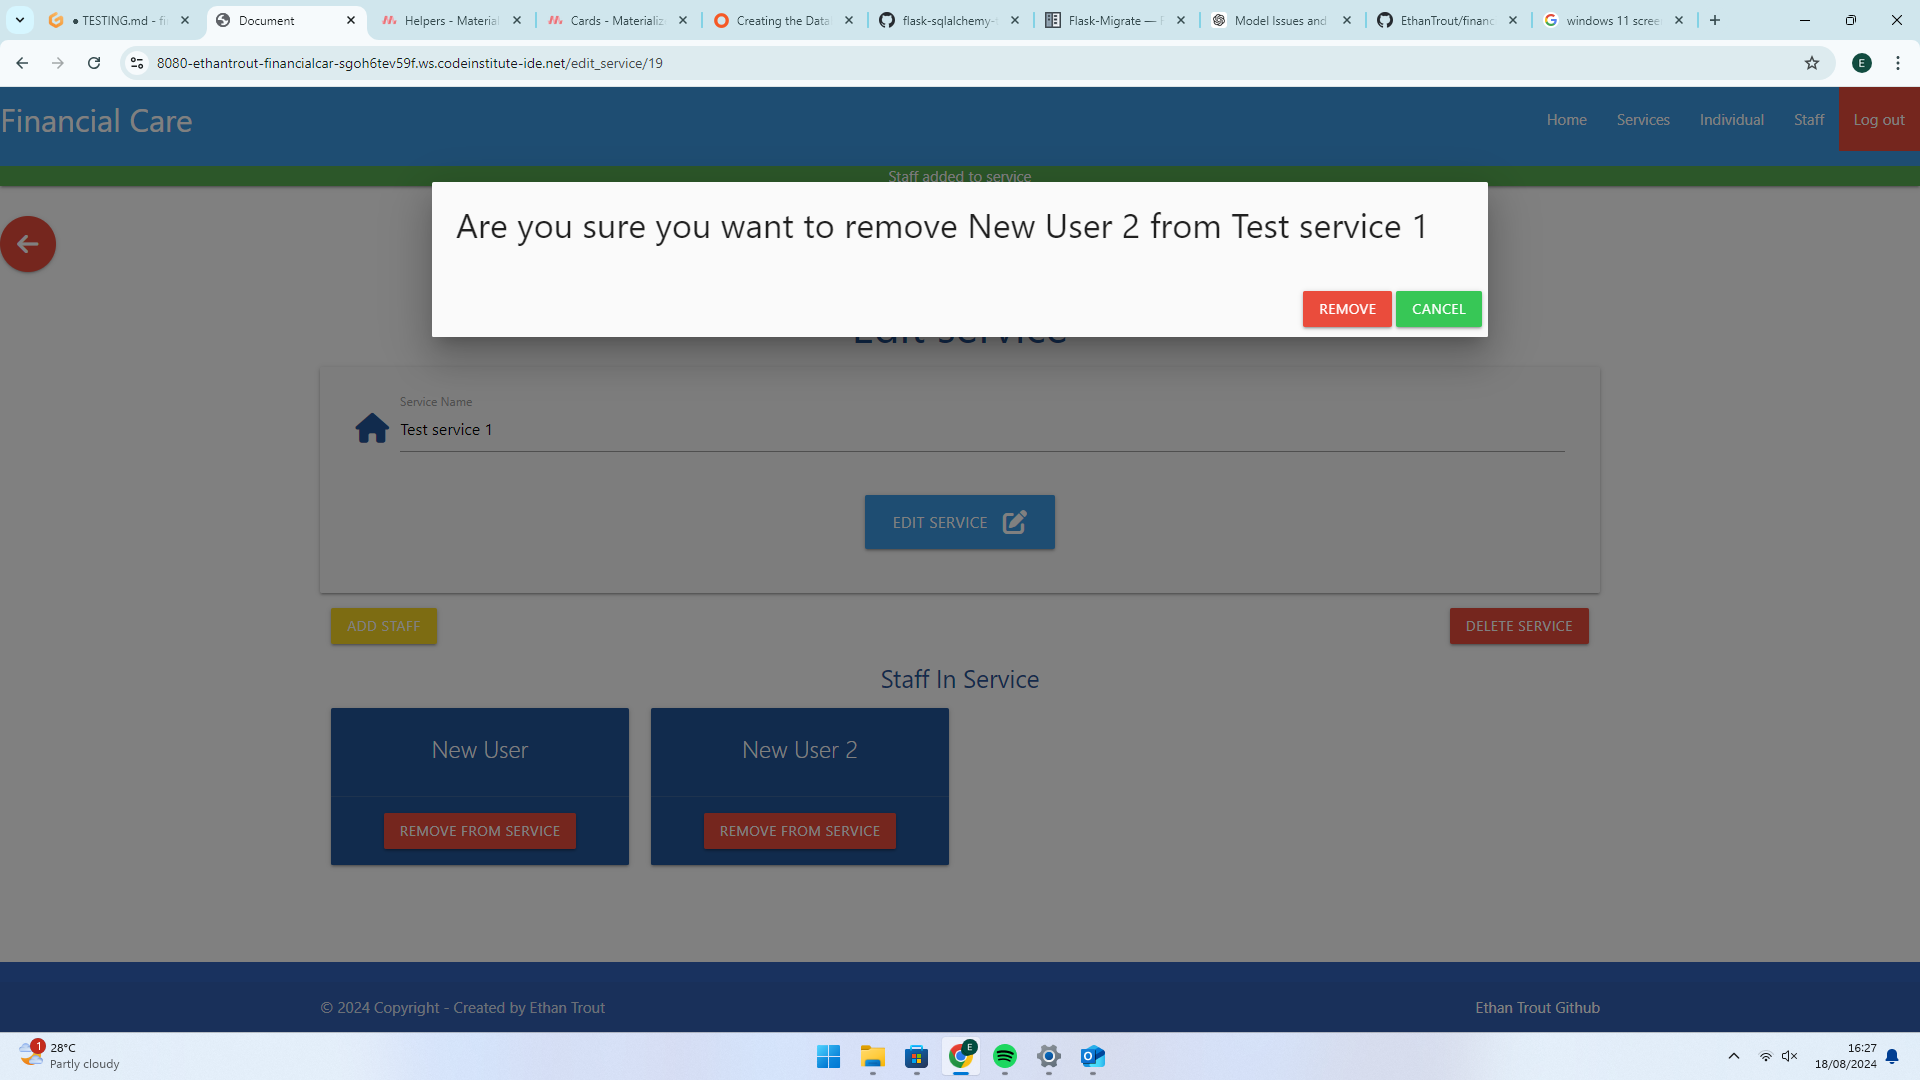 TESTING.md - fi
Document
Helpers - Material
Cards - Materializ
Creating the Data
flask-sqlalchemy-
Flask-Migrate —
Model Issues and
EthanTrout/financ
windows 11 scree
8080-ethantrout-financialcar-sgoh6tev59f.ws.codeinstitute-ide.net/edit_service/19
E
Financial Care
Home
Services
Individual
Staff
Log out
Staff added to service
Are you sure you want to remove New User 2 from Test service 1
REMOVE
CANCEL
Service Name
Test service 1
EDIT SERVICE
ADD STAFF
DELETE SERVICE
Staff In Service
New User
New User 2
REMOVE FROM SERVICE
REMOVE FROM SERVICE
© 2024 Copyright - Created by Ethan Trout
Ethan Trout Github
1
28°C
Partly cloudy
E
16:27
18/08/2024